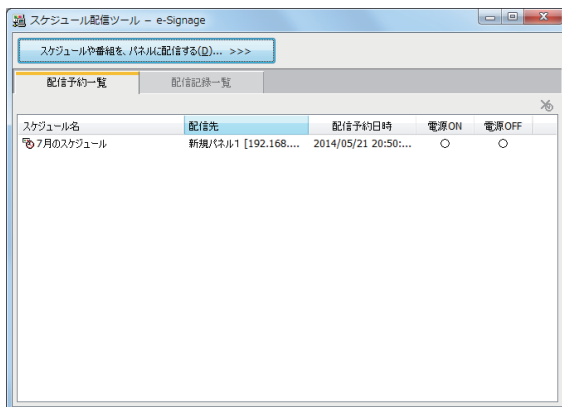 スケジュール配信ツール － e-Signage
スケジュールや番組を、パネルに配信する(D)... >>>
配信予約一覧 配信記録一覧
スケジュール名 配信先 配信予約日時 電源ON 電源OFF
7月のスケジュール 新規パネル1 [192.168.... 2014/05/21 20:50:... ○ ○